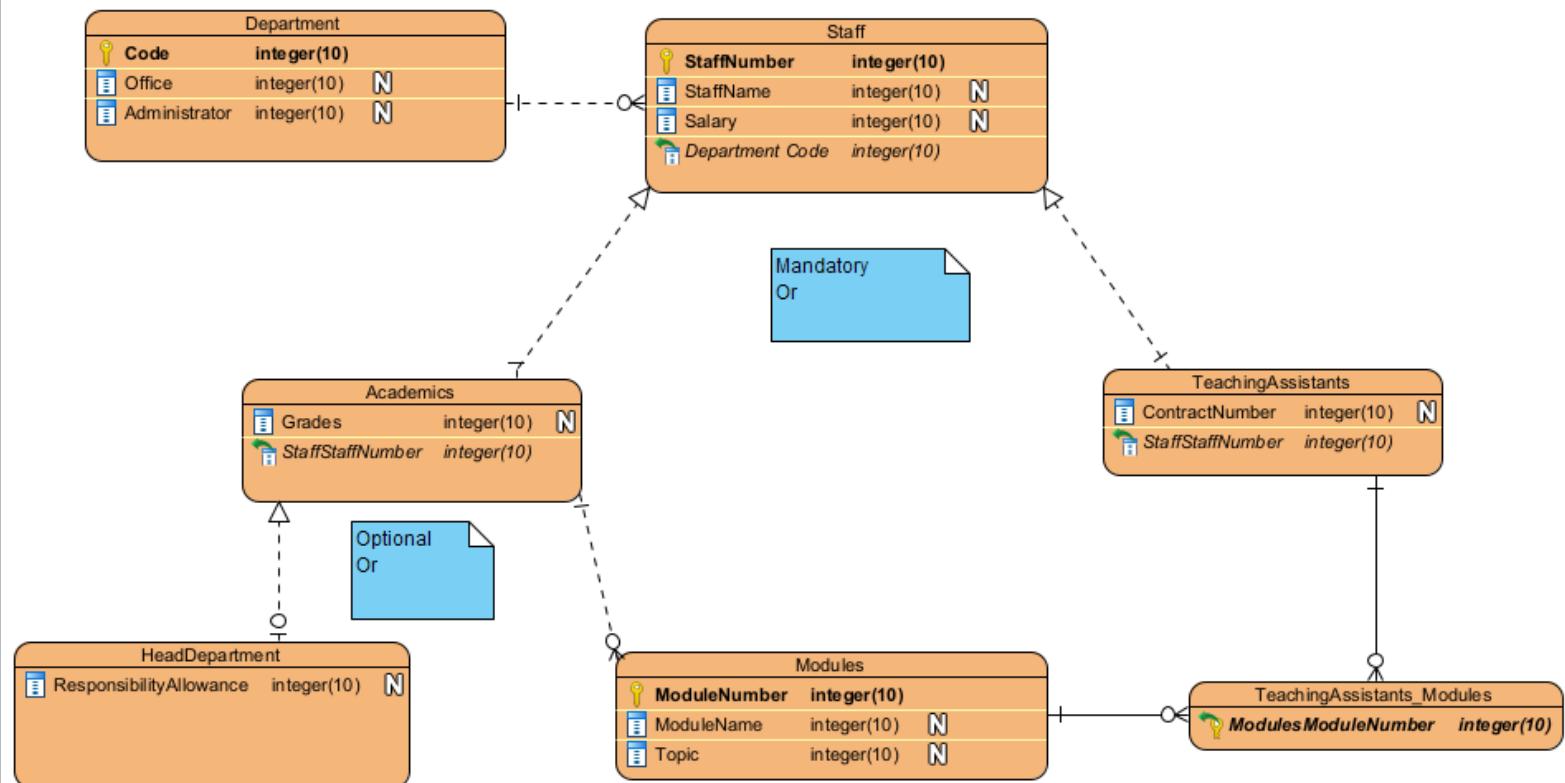 Department
Code integer(10)
Office integer(10) N
Administrator integer(10) N
Staff
StaffNumber integer(10)
StaffName integer(10) N
Salary integer(10) N
Department Code integer(10)
Mandatory
Or
Academics
Grades integer(10) N
StaffStaffNumber integer(10)
TeachingAssistants
ContractNumber integer(10) N
StaffStaffNumber integer(10)
Optional
Or
HeadDepartment
ResponsibilityAllowance integer(10) N
Modules
ModuleNumber integer(10)
ModuleName integer(10) N
Topic integer(10) N
TeachingAssistants_Modules
ModulesModuleNumber integer(10)